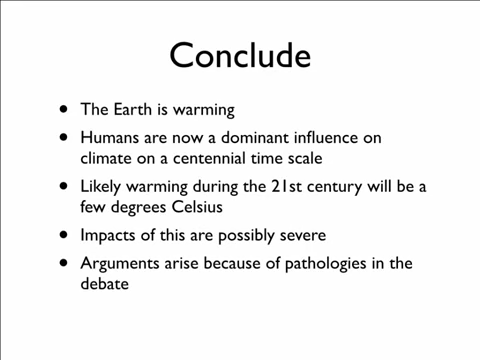 Conclude
• The Earth is warming
• Humans are now a dominant influence on
climate on a centennial time scale
• Likely warming during the 21st century will be a
few degrees Celsius
• Impacts of this are possibly severe
• Arguments arise because of pathologies in the
debate